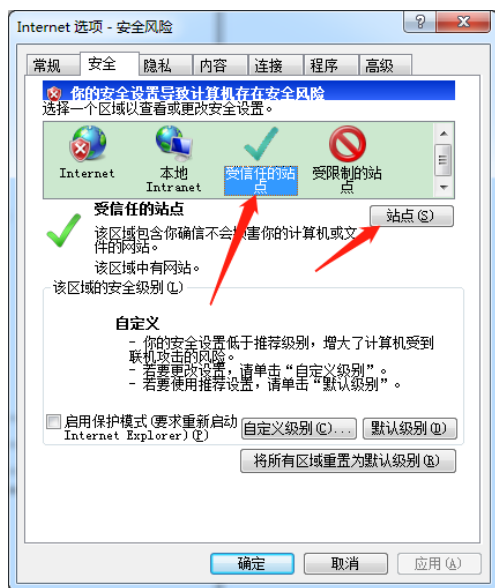 Internet 选项 - 安全风险
常规 安全 隐私 内容 连接 程序 高级
你的安全设置导致计算机存在安全风险
选择一个区域以查看或更改安全设置。
Internet 本地 受信任的站 受限制的站
Intranet 点 点
受信任的站点
站点(S)
该区域包含你确信不会损害你的计算机或文
件的网站。
该区域中有网站。
该区域的安全级别(L)
自定义
- 你的安全设置低于推荐级别,增大了计算机受到
联机攻击的风险。
- 若要更改设置,请单击“自定义级别”。
- 若要使用推荐设置,请单击“默认级别”。
启用保护模式(要求重新启动
Internet Explorer)(P)
自定义级别(C)... 默认级别(D)
将所有区域重置为默认级别(R)
确定 取消 应用(A)